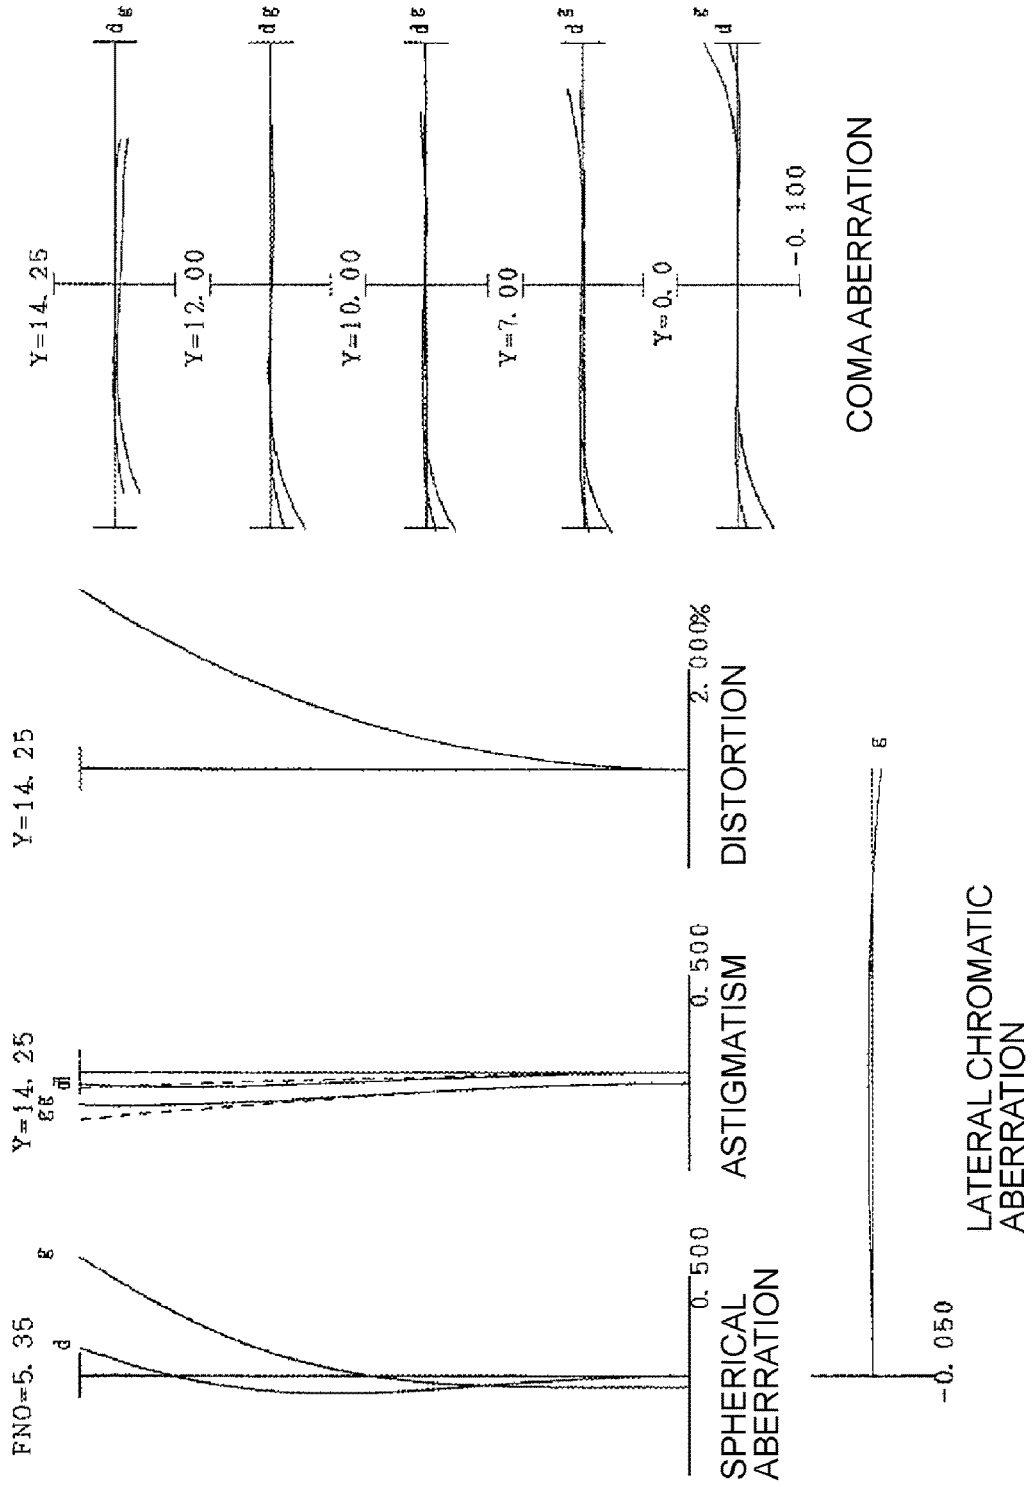 FNO=5. 35
d
g
0. 500
SPHERICAL
ABERRATION
Y=14. 25
gg
d
0. 500
ASTIGMATISM
Y=14. 25
2. 000%
DISTORTION
Y=14. 25
d g
Y=12. 00
d g
Y=10. 00
d g
Y=7. 00
d g
Y=0. 0
d g
-0. 100
COMA ABERRATION
g
-0. 050
LATERAL CHROMATIC
ABERRATION